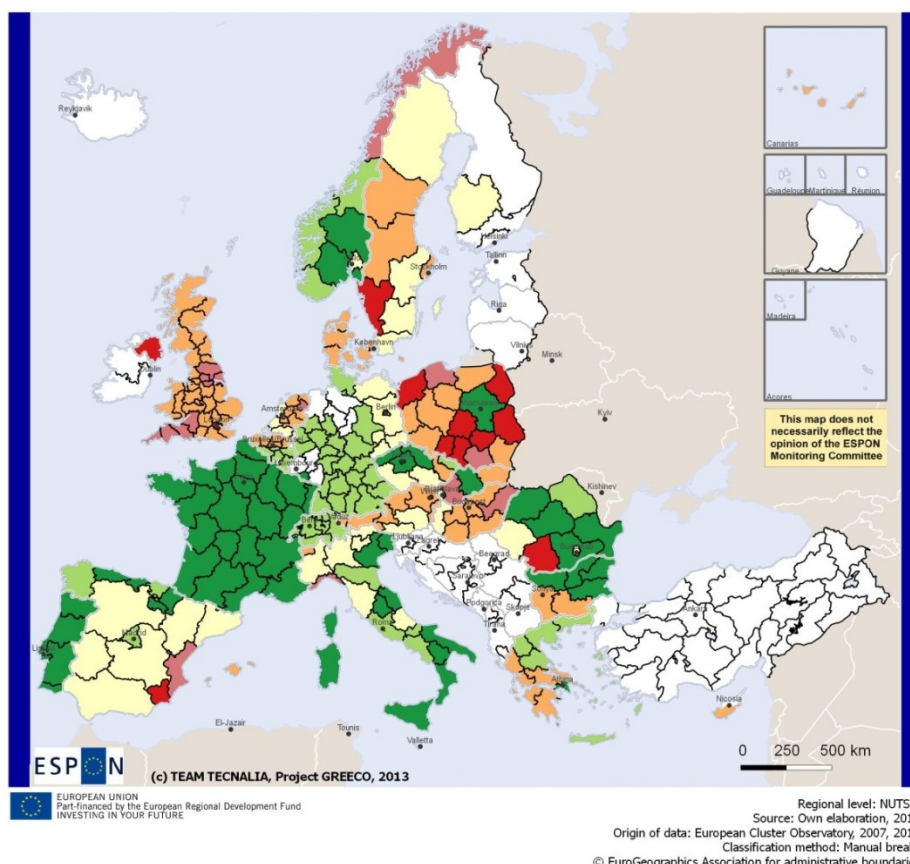 Reykjavik
Canarias
Guadeloupe Martinique Réunion
Helsinki
Tallinn
Stockholm
Guyane
Riga
Madeira
København
Vilnius
Minsk
Dublin
Acores
Amsterdam
Berlin
Kyiv
This map does not
necessarily reflect the
opinion of the ESPON
Monitoring Committee
Kishinev
Ljubljana
Zagreb
Beograd
Sarajevo
Podgorica
Skopje
Ankara
Roma
Madrid
Nicosia
El-Jazair
Tounis
Valletta
0 250 500 km
ESPON
(c) TEAM TECNALIA, Project GREECO, 2013
EUROPEAN UNION
Part-financed by the European Regional Development Fund
INVESTING IN YOUR FUTURE
Regional level: NUTS
Source: Own elaboration, 201
Origin of data: European Cluster Observatory, 2007, 201
Classification method: Manual brea
© EuroGeographics Association for administrative boundari